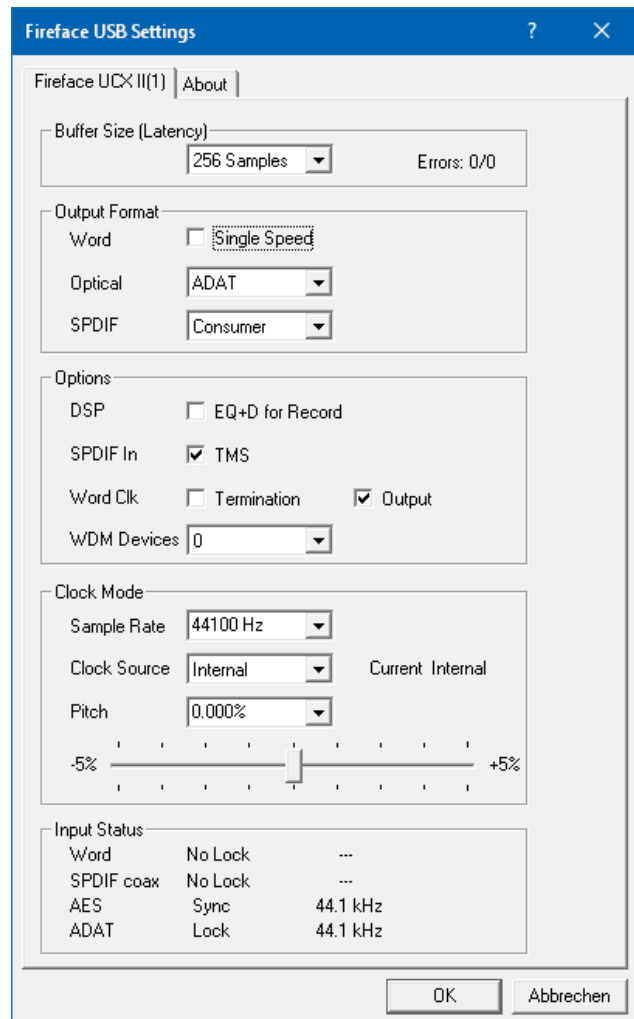 Fireface USB Settings ? ×
Fireface UCX II(1) About
Buffer Size (Latency)
256 Samples Errors: 0/0
Output Format
Word Single Speed
Optical ADAT
SPDIF Consumer
Options
DSP EQ+D for Record
SPDIF In TMS
Word Clk Termination Output
WDM Devices 0
Clock Mode
Sample Rate 44100 Hz
Clock Source Internal Current Internal
Pitch 0.000%
-5% +5%
Input Status
Word No Lock ---
SPDIF coax No Lock ---
AES Sync 44.1 kHz
ADAT Lock 44.1 kHz
OK Abbrechen